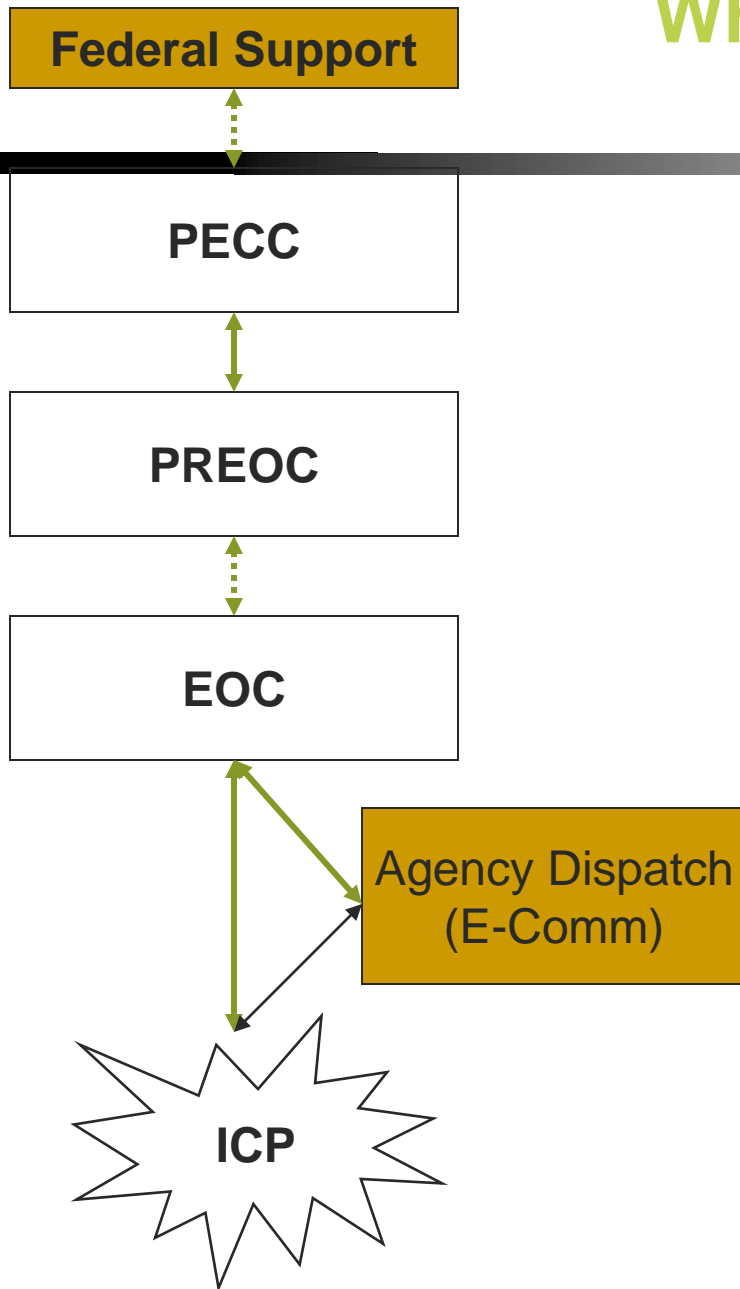 Federal Support
PECC
PREOC
EOC
Agency Dispatch
(E-Comm)
ICP